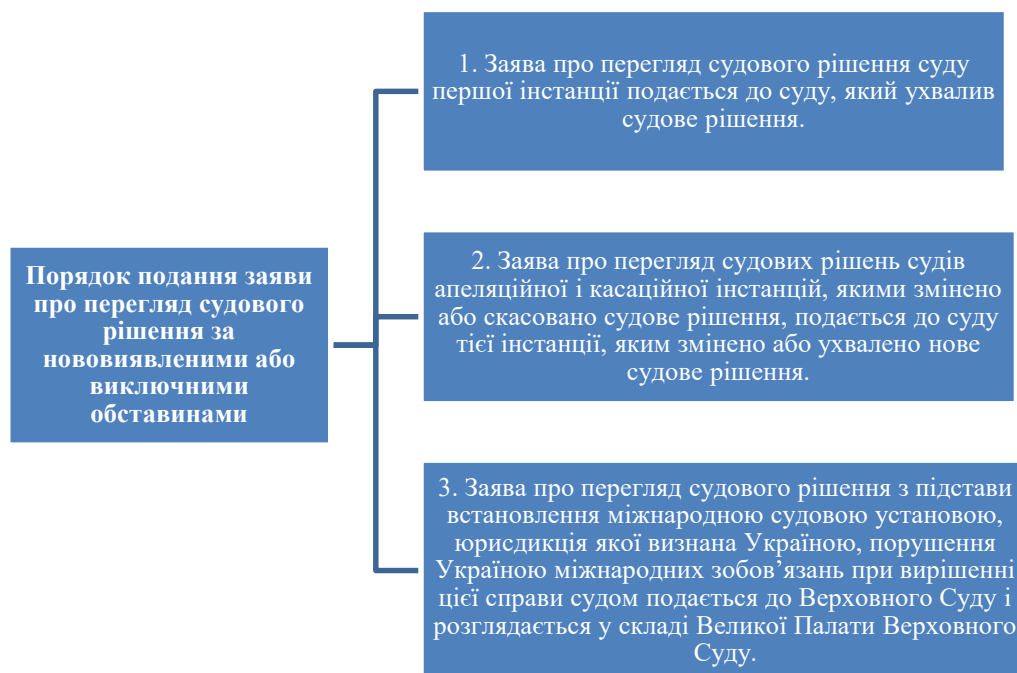 Порядок подання заяви
про перегляд судового
рішення за
нововиявленими або
виключними
обставинами
1. Заява про перегляд судового рішення суду
першої інстанції подається до суду, який ухвалив
судове рішення.
2. Заява про перегляд судових рішень судів
апеляційної і касаційної інстанцій, якими змінено
або скасовано судове рішення, подається до суду
тієї інстанції, яким змінено або ухвалено нове
судове рішення.
3. Заява про перегляд судового рішення з підстави
встановлення міжнародною судовою установою,
юрисдикція якої визнана Україною, порушення
Україною міжнародних зобов’язань при вирішенні
цієї справи судом подається до Верховного Суду і
розглядається у складі Великої Палати Верховного
Суду.